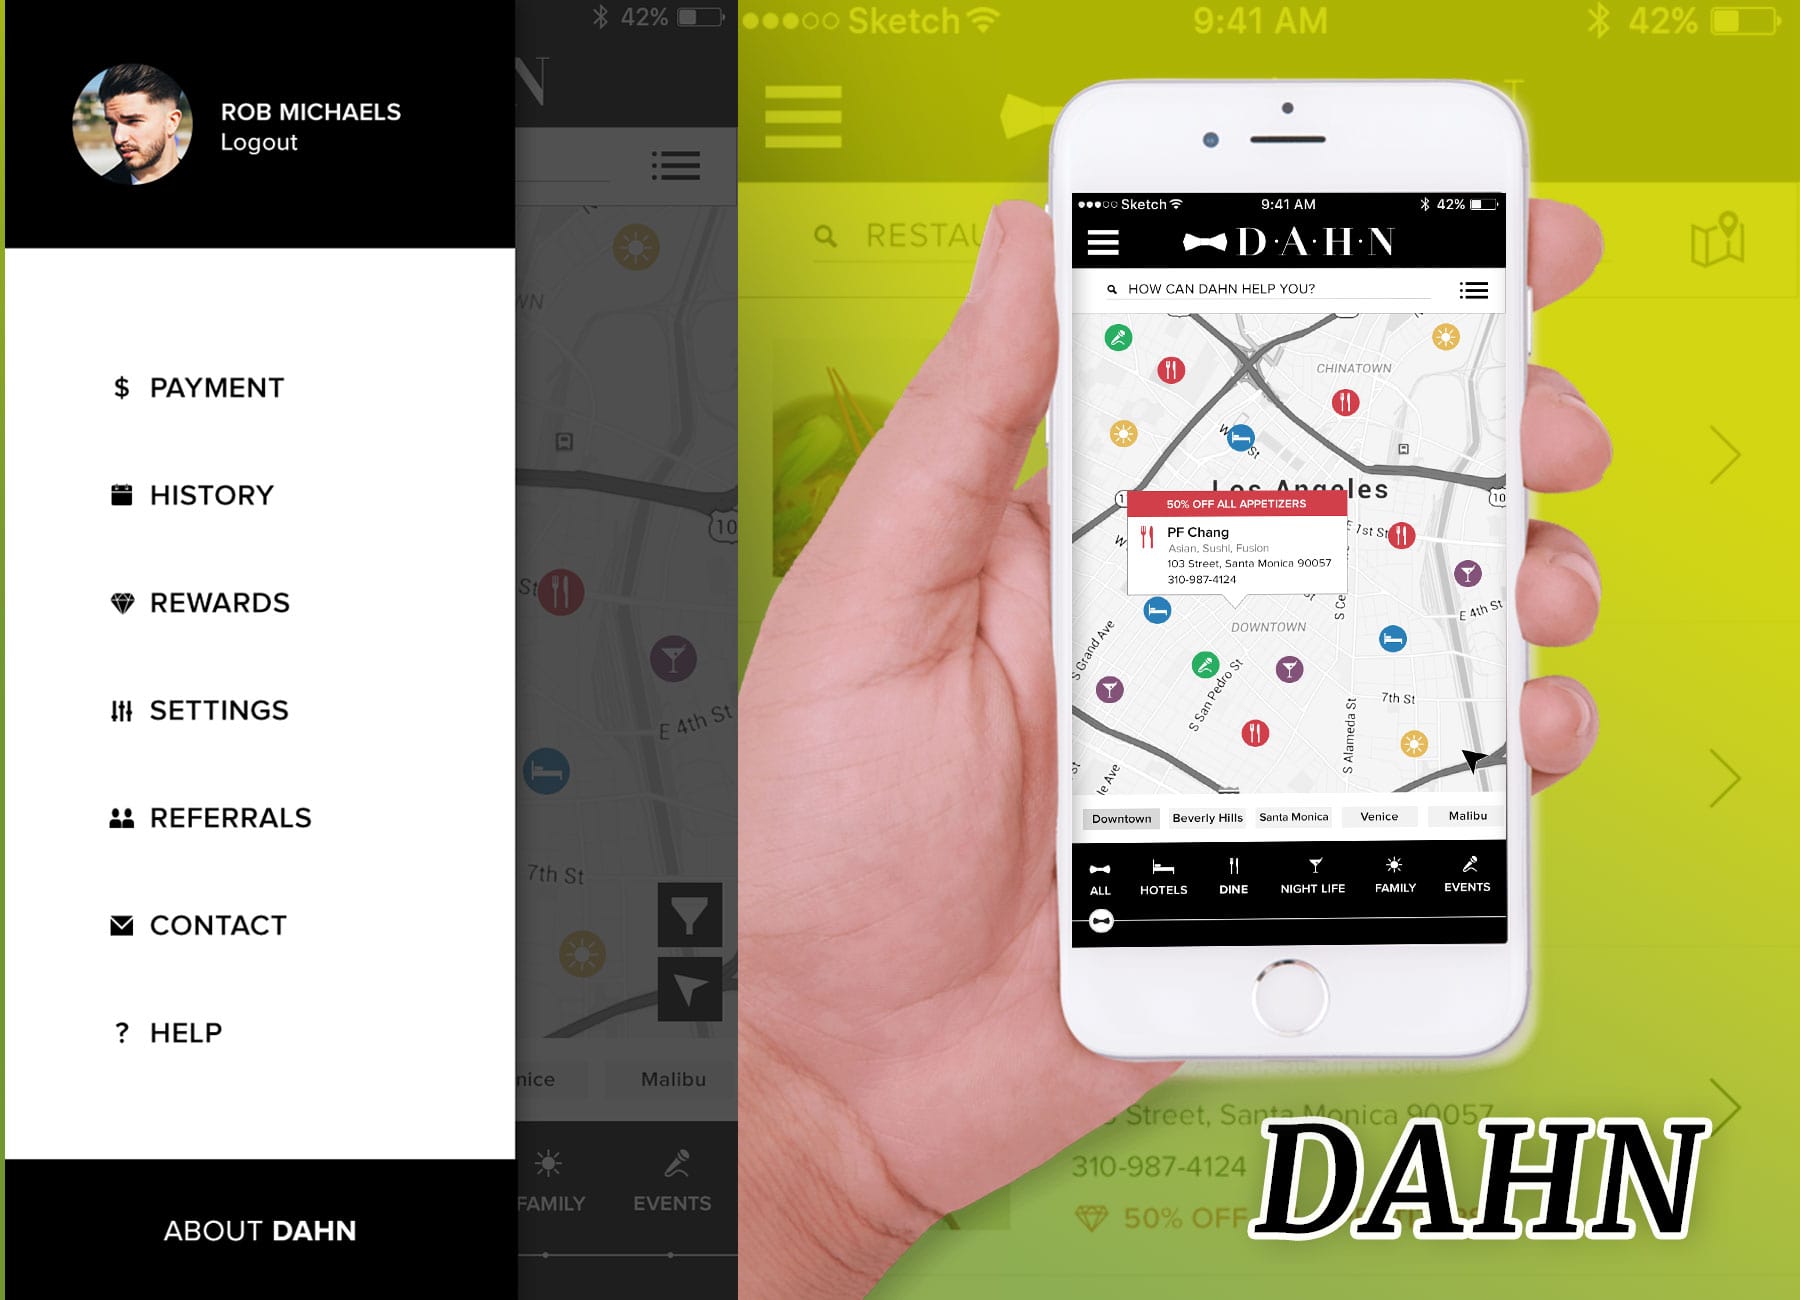 42%
N
ROB MICHAELS
Logout
$ PAYMENT
HISTORY
REWARDS
SETTINGS
REFERRALS
CONTACT
? HELP
ABOUT DAHN
10
St
E 4th St
7th St
Malibu
FAMILY
EVENTS
Sketch
9:41 AM
42%
Sketch
9:41 AM
42%
D·A·H·N
HOW CAN DAHN HELP YOU?
CHINATOWN
Los Angeles
10
50% OFF ALL APPETIZERS
PF Chang
Asian, Sushi, Fusion
103 Street, Santa Monica 90057
310-987-4124
E 1st St
E 4th St
DOWNTOWN
S Grand Ave
S San Pedro St
7th St
S Alameda St
Downtown
Beverly Hills
Santa Monica
Venice
Malibu
ALL
HOTELS
DINE
NIGHT LIFE
FAMILY
EVENTS
Street, Santa Monica 90057
310-987-4124
50% OFF
DAHN